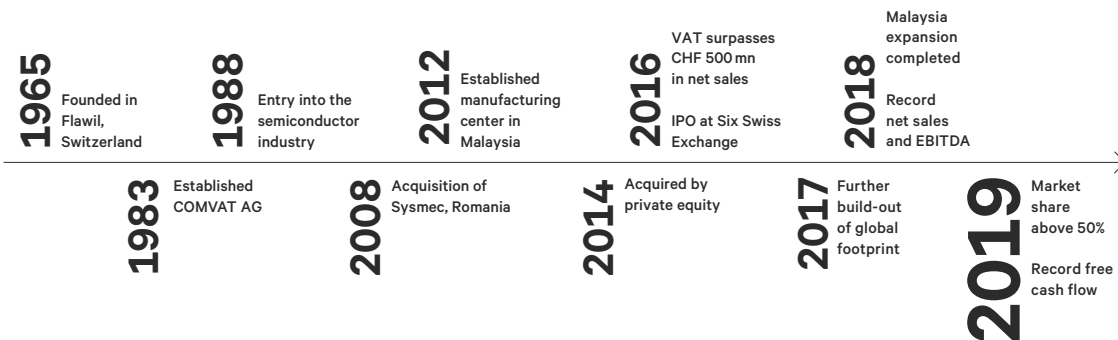 1965
Founded in
Flawil,
Switzerland
1983
Established
COMVAT AG
1988
Entry into the
semiconductor
industry
2008
Acquisition of
Sysmec, Romania
2012
Established
manufacturing
center in
Malaysia
2014
Acquired by
private equity
2016
VAT surpasses
CHF 500 mn
in net sales
IPO at Six Swiss
Exchange
2017
Further
build-out
of global
footprint
2018
Malaysia
expansion
completed
Record
net sales
and EBITDA
2019
Market
share
above 50%
Record free
cash flow